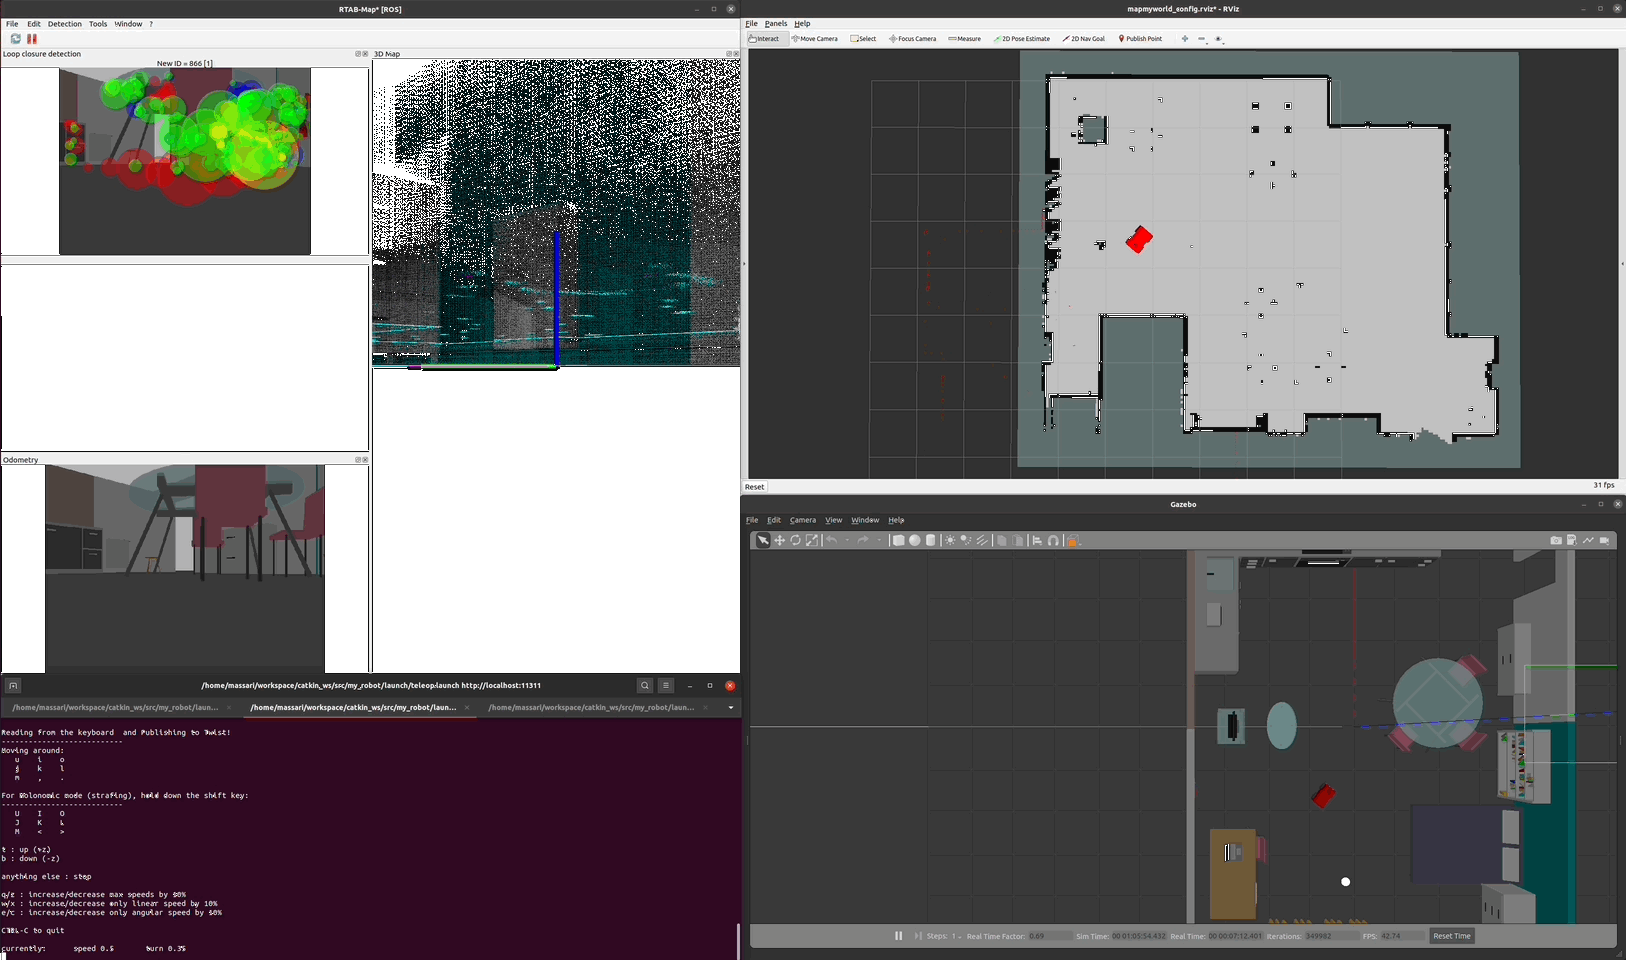 RTAB-Map* [ROS]
File Edit Detection Tools Window ?
Loop closure detection
New ID = 866 [1]
3D Map
Odometry
mapmyworld_config.rviz* - RViz
File Panels Help
Interact Move Camera Select Focus Camera Measure 2D Pose Estimate 2D Nav Goal Publish Point
Reset
31 fps
Gazebo
File Edit Camera View Window Help
Steps: 1 Real Time Factor: 0.69 Sim Time: 00 01:05:54.432 Real Time: 00 00:07:12.401 Iterations: 349982 FPS: 42.74 Reset Time
/home/massari/workspace/catkin_ws/src/my_robot/launch/teleop.launch http://localhost:11311
/home/massari/workspace/catkin_ws/src/my_robot/laun... /home/massari/workspace/catkin_ws/src/my_robot/laun... /home/massari/workspace/catkin_ws/src/my_robot/laun...
Reading from the keyboard and Publishing to Twist!
---------------------------
Moving around:
u i o
j k l
m , .
For Holonomic mode (strafing), hold down the shift key:
---------------------------
U I O
J K L
M < >
t : up (+z)
b : down (-z)
anything else : stop
q/z : increase/decrease max speeds by 10%
w/x : increase/decrease only linear speed by 10%
e/c : increase/decrease only angular speed by 10%
CTRL-C to quit
currently: speed 0.5 turn 0.35